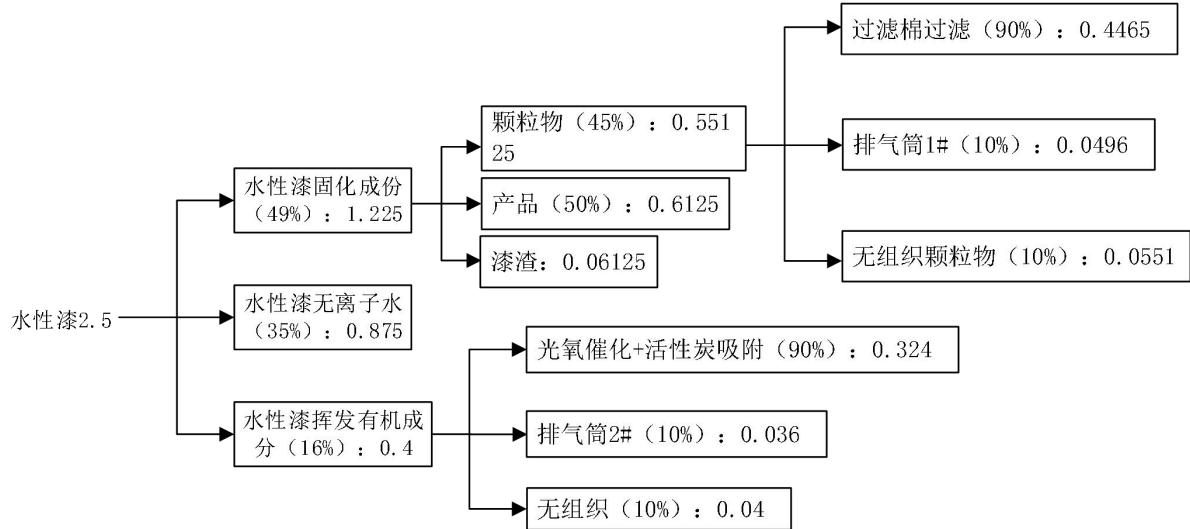 水性漆2.5
水性漆固化成份
（49%）：1.225
水性漆无离子水
（35%）：0.875
水性漆挥发有机成
分（16%）：0.4
颗粒物（45%）：0.551
25
产品（50%）：0.6125
漆渣：0.06125
过滤棉过滤（90%）：0.4465
排气筒1#（10%）：0.0496
无组织颗粒物（10%）：0.0551
光氧催化+活性炭吸附（90%）：0.324
排气筒2#（10%）：0.036
无组织（10%）：0.04